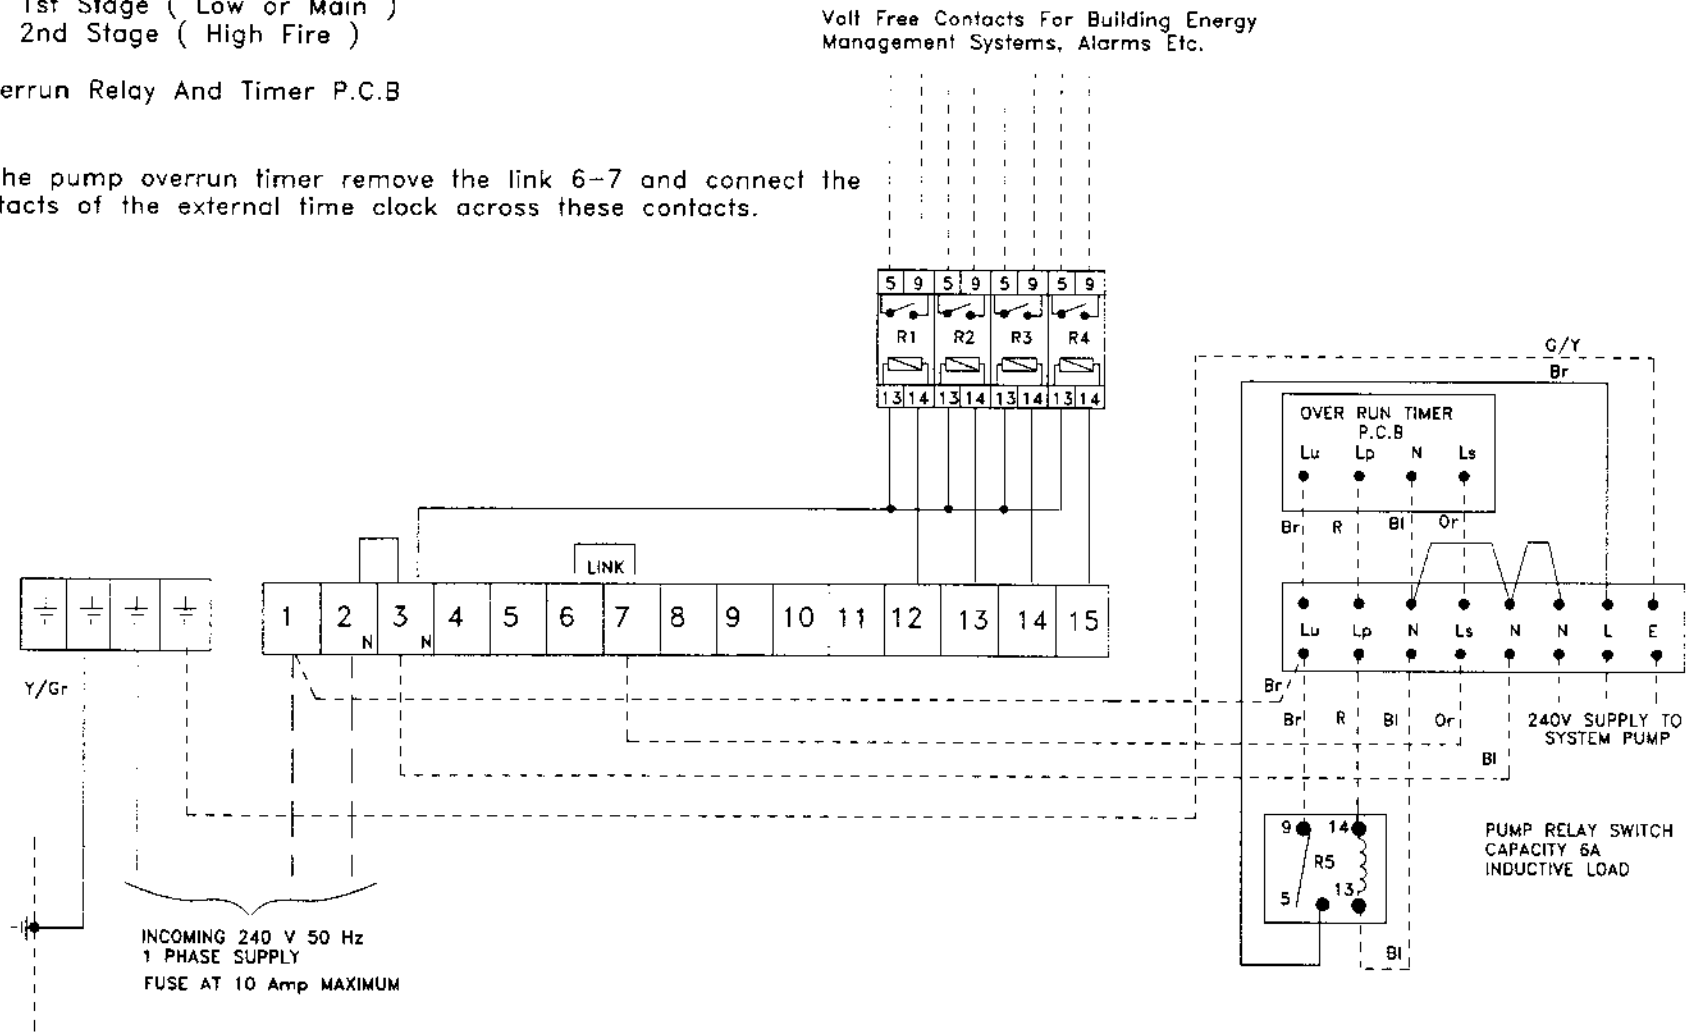 1st Stage ( Low or Main )
2nd Stage ( High Fire )
errun Relay And Timer P.C.B
he pump overrun timer remove the link 6-7 and connect the
tacts of the external time clock across these contacts.
Volt Free Contacts For Building Energy
Management Systems, Alarms Etc.
5 9 5 9 5 9 5 9
R1 R2 R3 R4
13 14 13 14 13 14 13 14
G/Y
Br
OVER RUN TIMER
P.C.B
Lu Lp N Ls
Br R Bl Or
LINK
1 2 N 3 N 4 5 6 7 8 9 10 11 12 13 14 15
Lu Lp N Ls N N L E
Y/Gr
Br
Br R Bl Or
240V SUPPLY TO
SYSTEM PUMP
Bl
9 14
R5
5 13
Bl
PUMP RELAY SWITCH
CAPACITY 6A
INDUCTIVE LOAD
INCOMING 240 V 50 Hz
1 PHASE SUPPLY
FUSE AT 10 Amp MAXIMUM